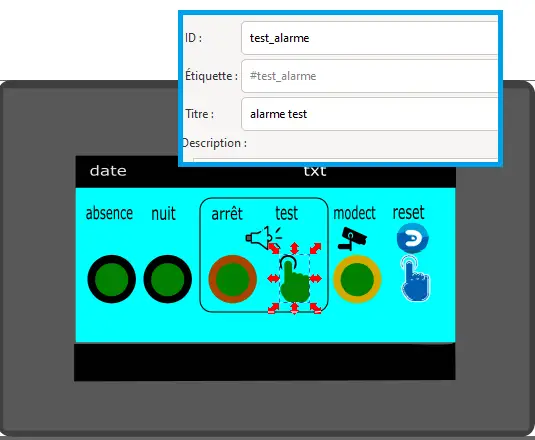 ID : test_alarme
Étiquette : #test_alarme
Titre : alarme test
Description :
date txt
absence nuit arrêt test modect reset